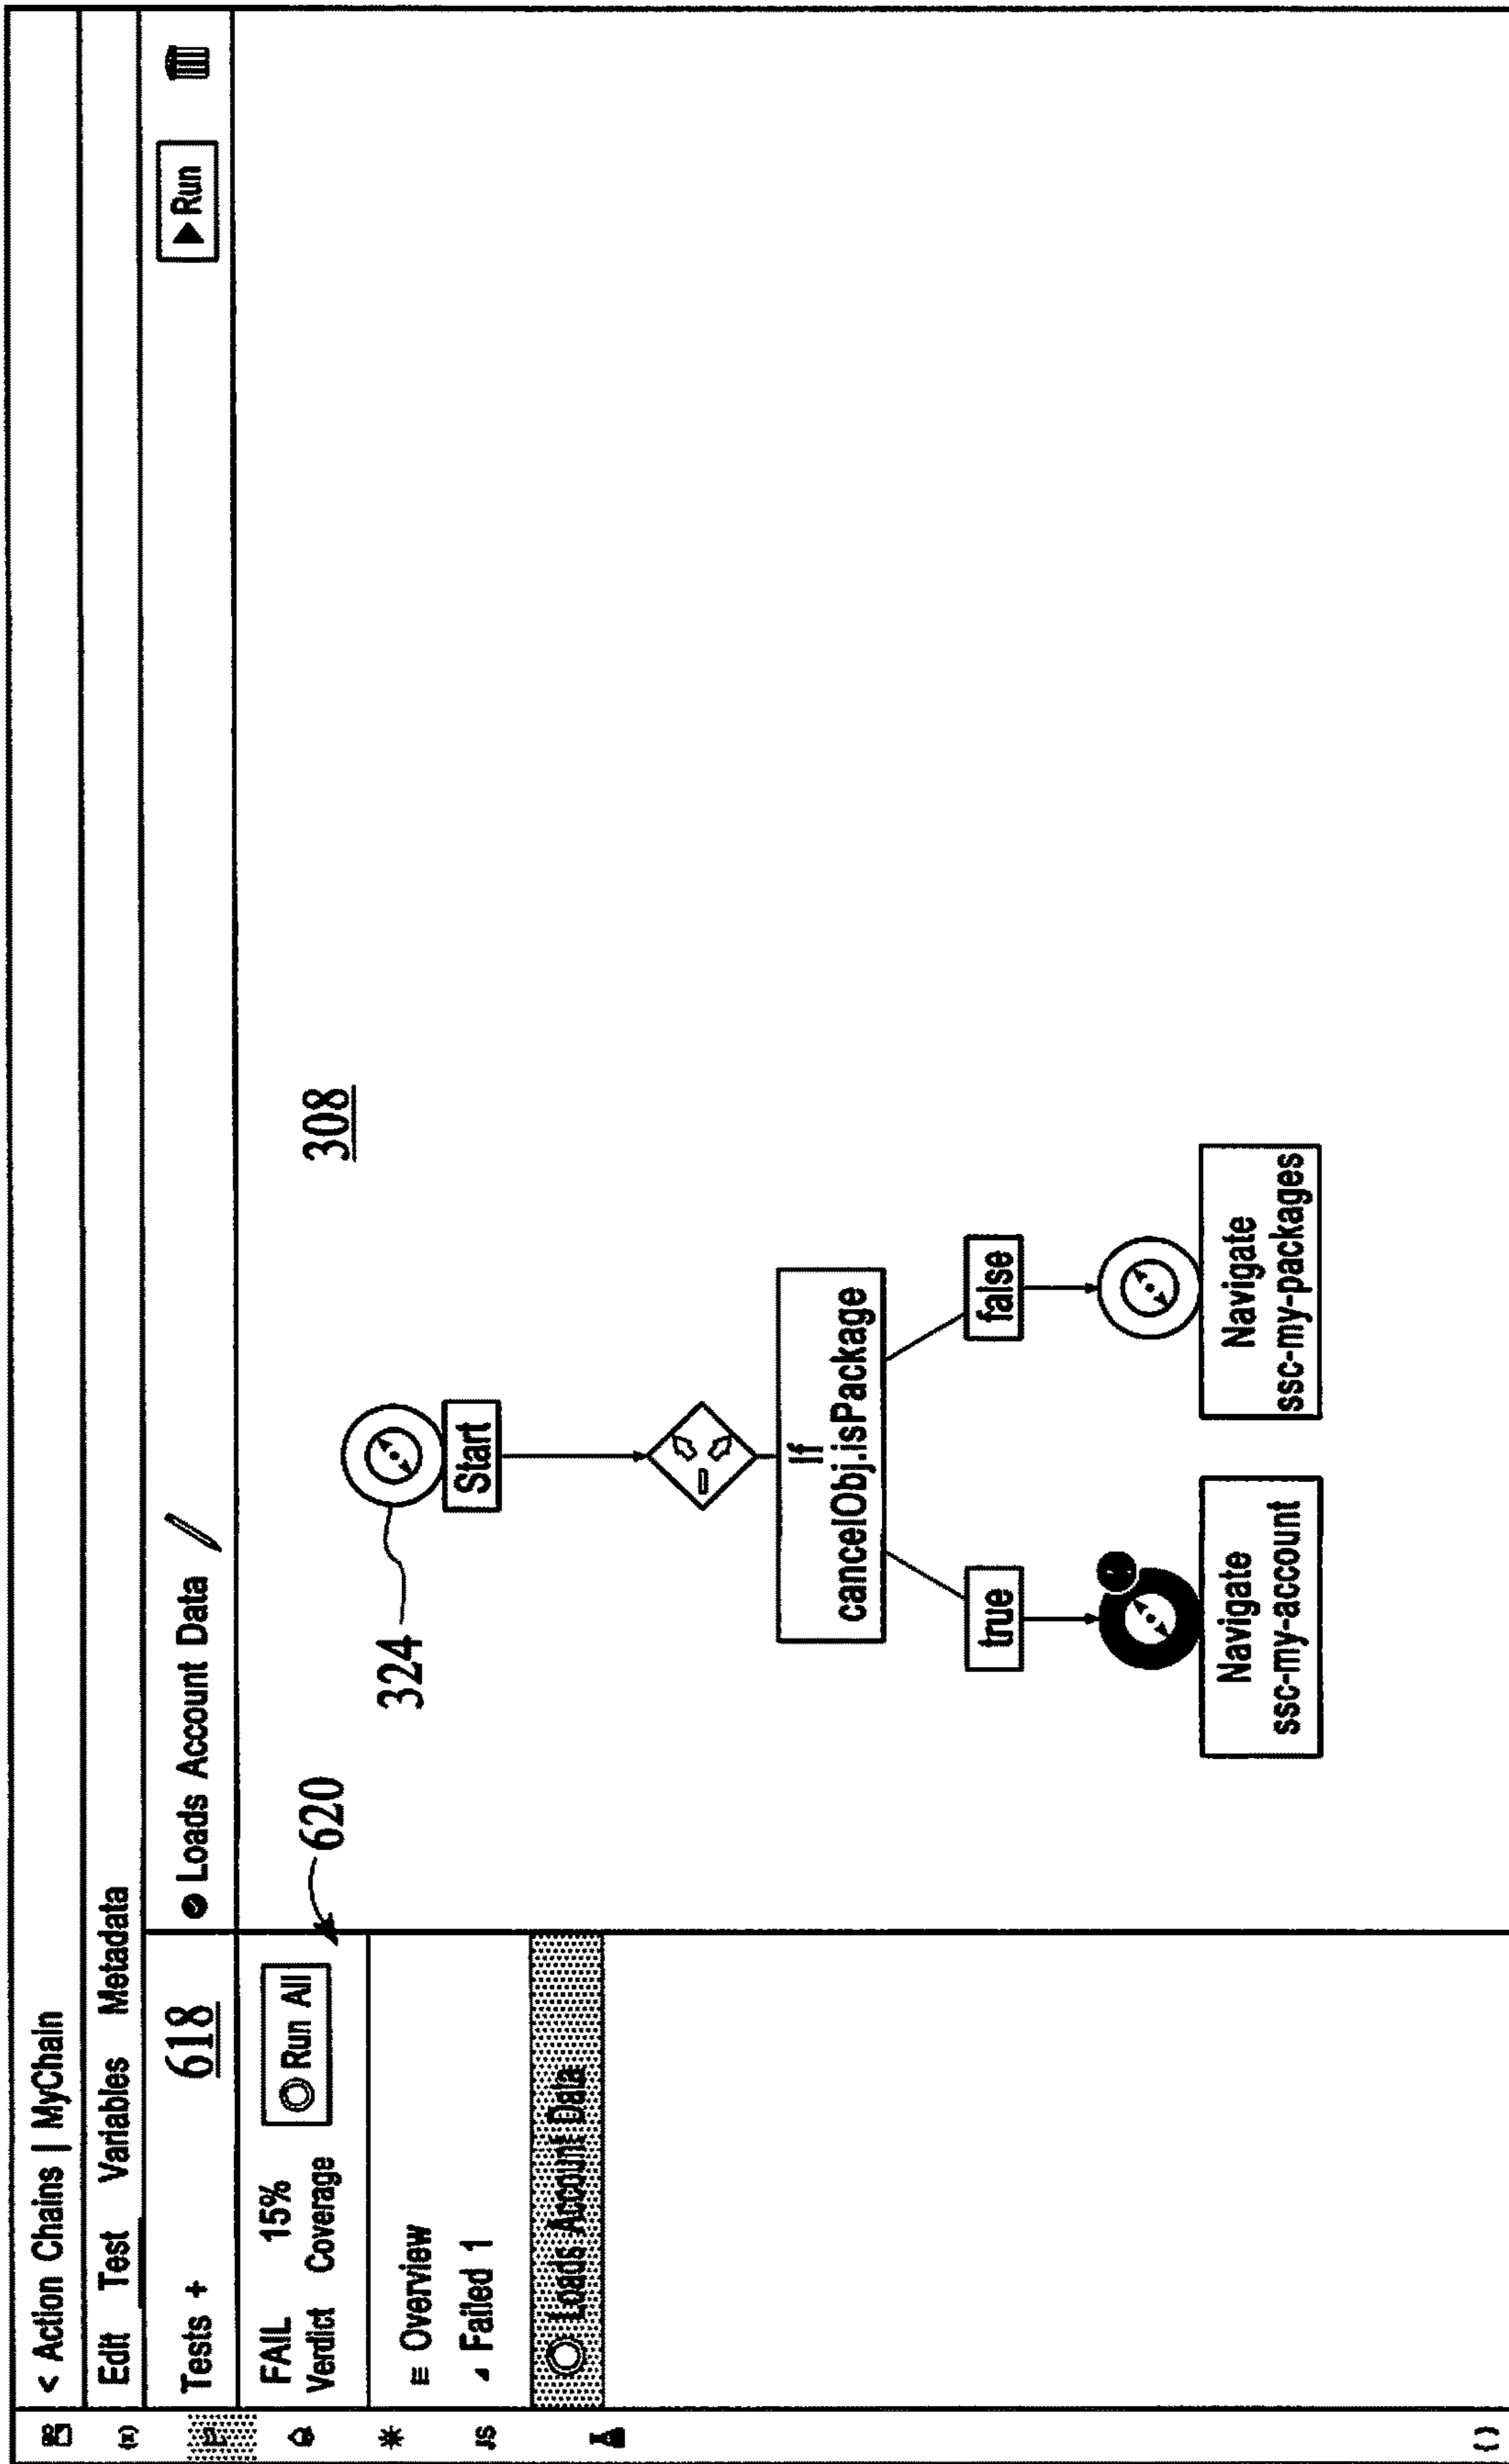 < Action Chains | MyChain
Edit Test Variables Metadata
Tests +
618
Loads Account Data
Run
FAIL 15%
Verdict Coverage
Run All
620
Overview
Failed 1
Loads Account Data
(x)
JS
{ }
308
324
Start
If
cancelObj.isPackage
true
false
Navigate
ssc-my-account
Navigate
ssc-my-packages